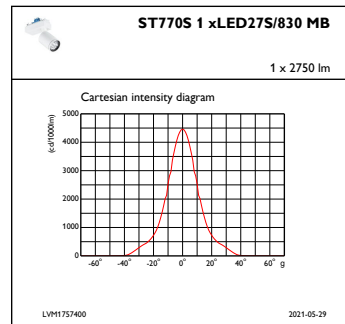 ST770S 1 xLED27S/830 MB
1 x 2750 lm
Cartesian intensity diagram
(cd/1000lm)
5000
4000
3000
2000
1000
0
-60° -40° -20° 0° 20° 40° 60° g
LVM1757400 2021-05-29